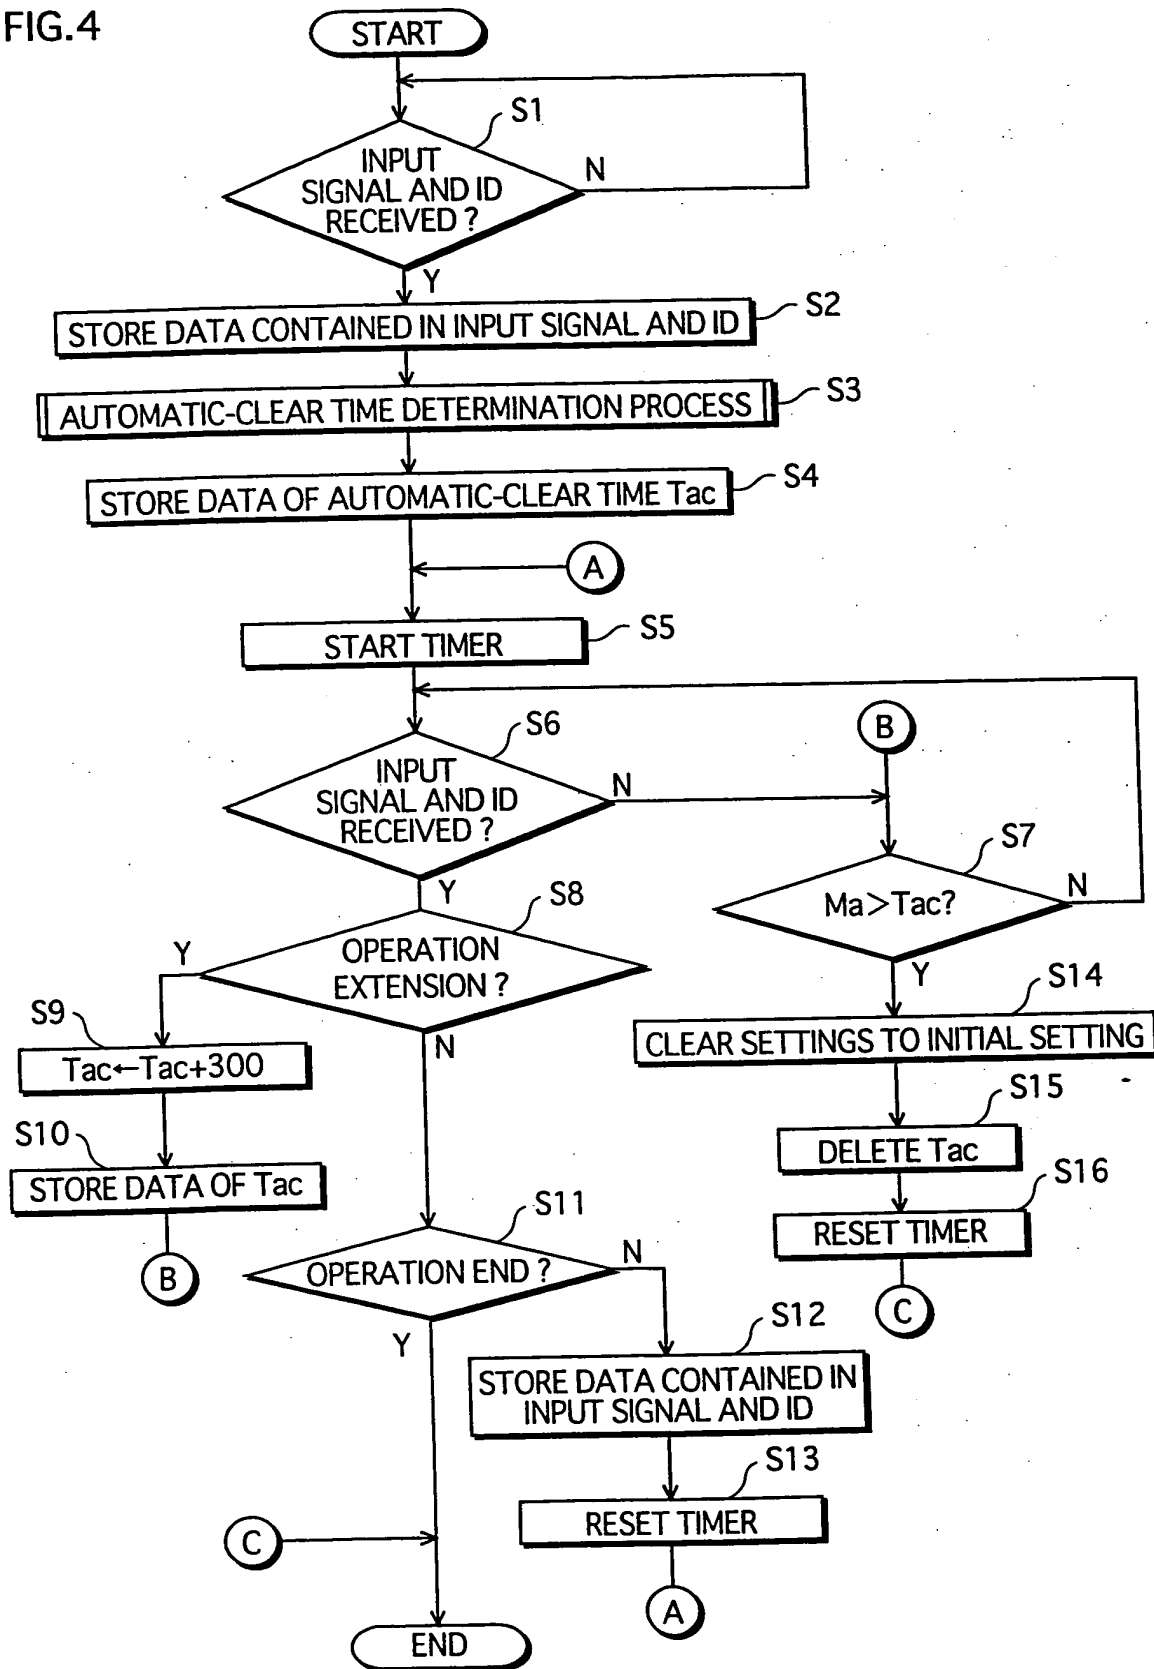 FIG.4
START
S1
INPUT
SIGNAL AND ID
RECEIVED ?
N
Y
S2
STORE DATA CONTAINED IN INPUT SIGNAL AND ID
S3
AUTOMATIC-CLEAR TIME DETERMINATION PROCESS
S4
STORE DATA OF AUTOMATIC-CLEAR TIME Tac
A
S5
START TIMER
S6
INPUT
SIGNAL AND ID
RECEIVED ?
N
Y
B
S7
Ma>Tac?
N
Y
S8
OPERATION
EXTENSION ?
Y
N
S9
Tac←Tac+300
S10
STORE DATA OF Tac
B
S14
CLEAR SETTINGS TO INITIAL SETTING
S15
DELETE Tac
S16
RESET TIMER
C
S11
OPERATION END ?
N
Y
S12
STORE DATA CONTAINED IN
INPUT SIGNAL AND ID
S13
RESET TIMER
A
C
END